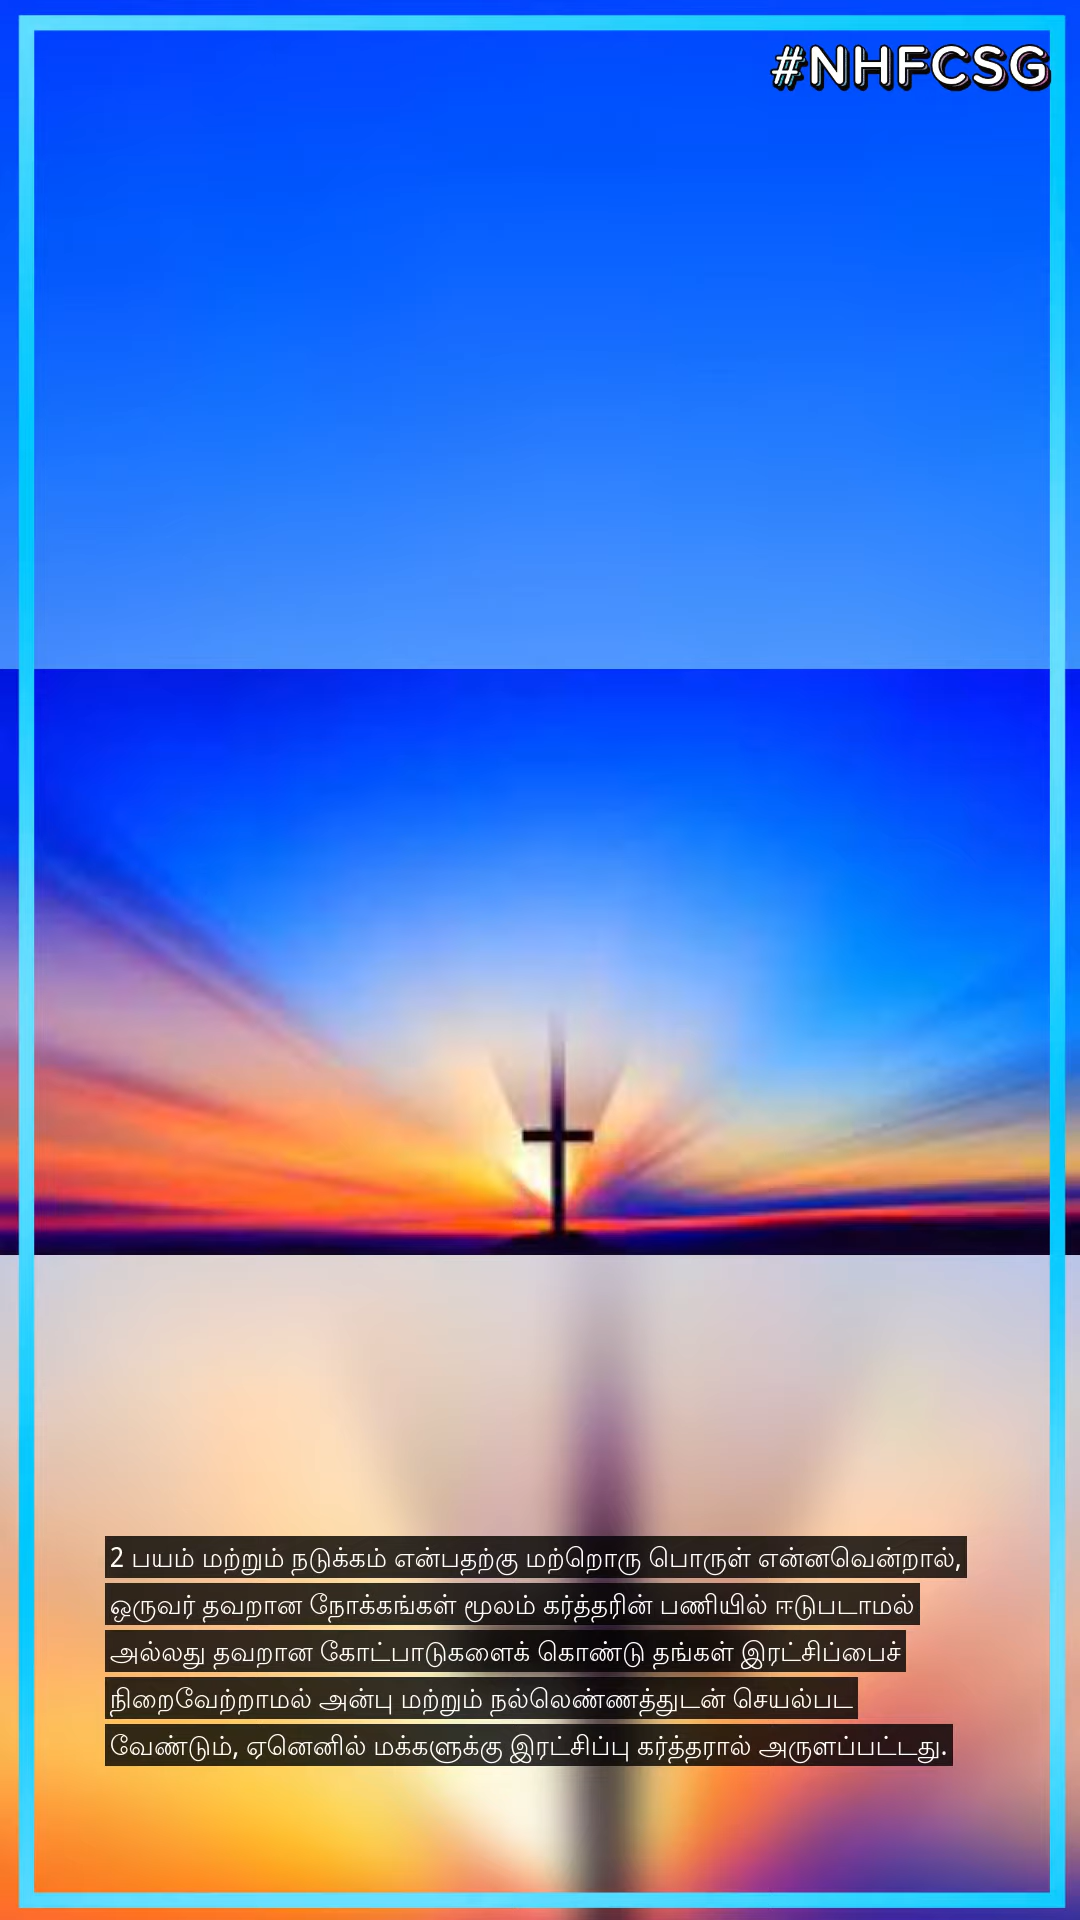 #NHFCSG
2 பயம் மற்றும் நடுக்கம் என்பதற்கு மற்றொரு பொருள் என்னவென்றால்,
ஒருவர் தவறான நோக்கங்கள் மூலம் கர்த்தரின் பணியில் ஈடுபடாமல்
அல்லது தவறான கோட்பாடுகளைக் கொண்டு தங்கள் இரட்சிப்பைச்
நிறைவேற்றாமல் அன்பு மற்றும் நல்லெண்ணத்துடன் செயல்பட
வேண்டும், ஏனெனில் மக்களுக்கு இரட்சிப்பு கர்த்தரால் அருளப்பட்டது.